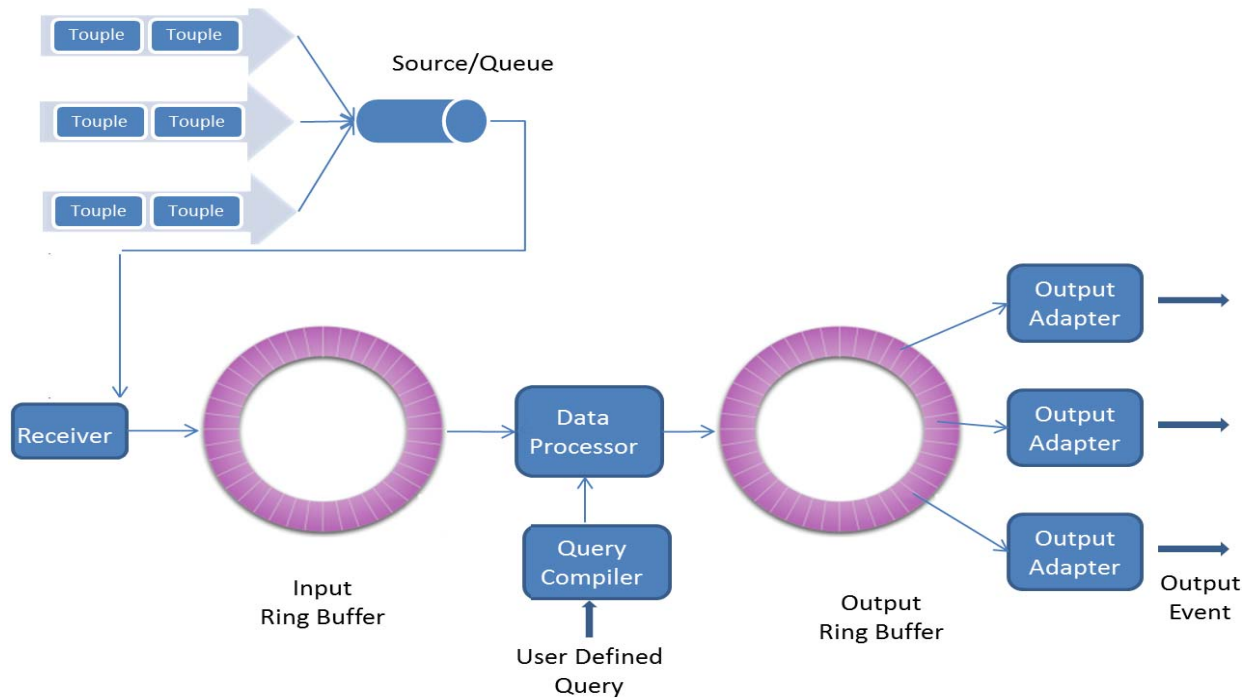 Touple Touple
Source/Queue
Touple Touple
Touple Touple
Output
Adapter
Receiver
Data
Processor
Output
Adapter
Query
Compiler
Output
Adapter
Input
Ring Buffer
Output
Ring Buffer
Output
Event
User Defined
Query